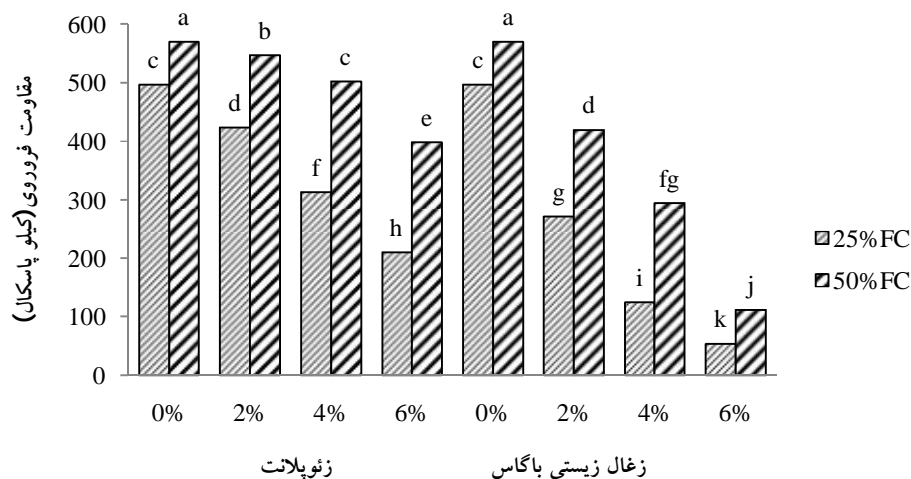 مقاومت فروروی(کیلو پاسکال)
600
500
400
300
200
100
0
c a d b f c h e c a g d i fg k j
0% 2% 4% 6% 0% 2% 4% 6%
زئوپلانت زغال زیستی باگاس
25%FC
50%FC